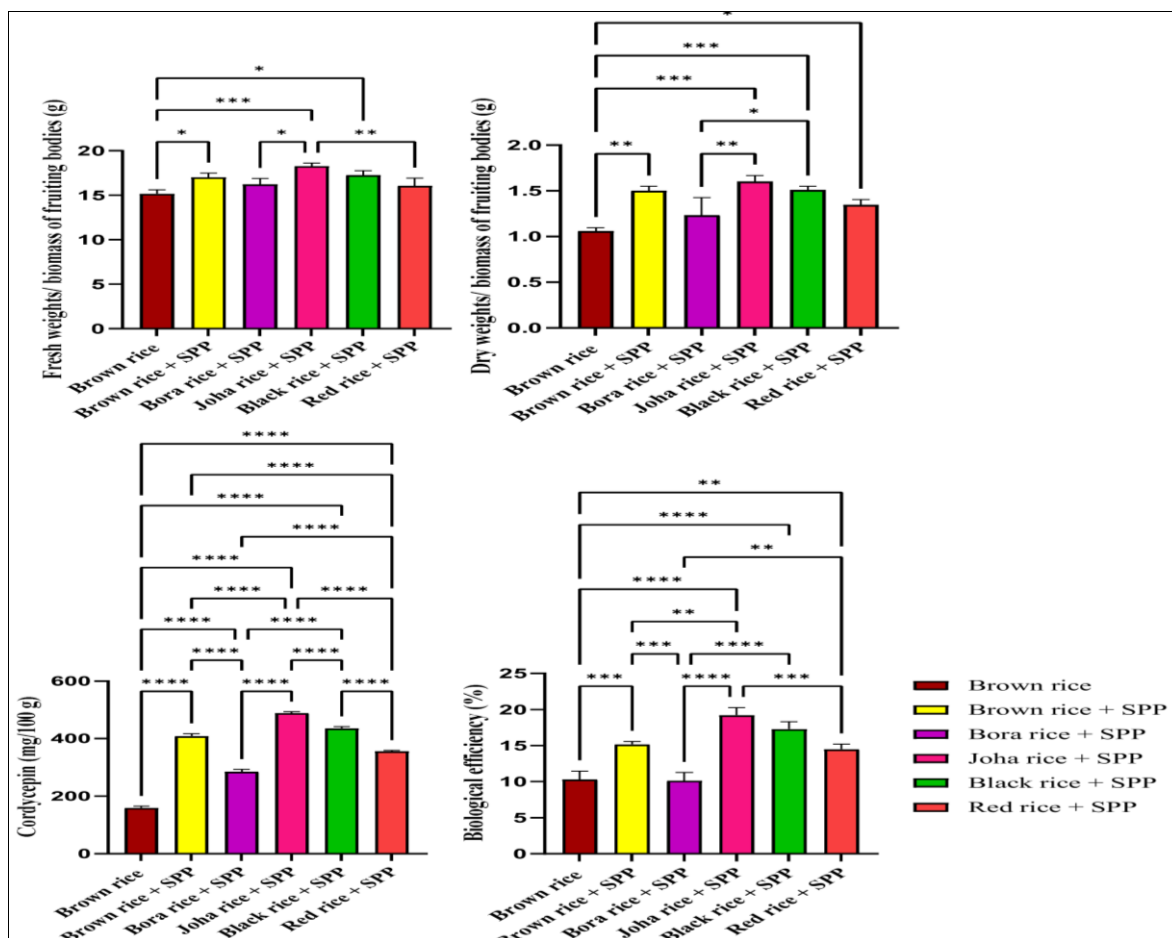 Fresh weights/ biomass of fruiting bodies (g)
*
***
*
*
**
20
15
10
5
0
Brown rice
Brown rice + SPP
Bora rice + SPP
Joha rice + SPP
Black rice + SPP
Red rice + SPP
Dry weights/ biomass of fruiting bodies (g)
*
***
***
*
**
**
2.0
1.5
1.0
0.5
0.0
Brown rice
Brown rice + SPP
Bora rice + SPP
Joha rice + SPP
Black rice + SPP
Red rice + SPP
Cordycepin (mg/100 g)
****
****
****
****
****
**** ****
**** ****
**** ****
**** **** ****
600
400
200
0
Brown rice
Brown rice + SPP
Bora rice + SPP
Joha rice + SPP
Black rice + SPP
Red rice + SPP
Biological efficiency (%)
**
****
**
****
**
*** ****
*** **** ***
25
20
15
10
5
0
Brown rice
Brown rice + SPP
Bora rice + SPP
Joha rice + SPP
Black rice + SPP
Red rice + SPP
Brown rice
Brown rice + SPP
Bora rice + SPP
Joha rice + SPP
Black rice + SPP
Red rice + SPP